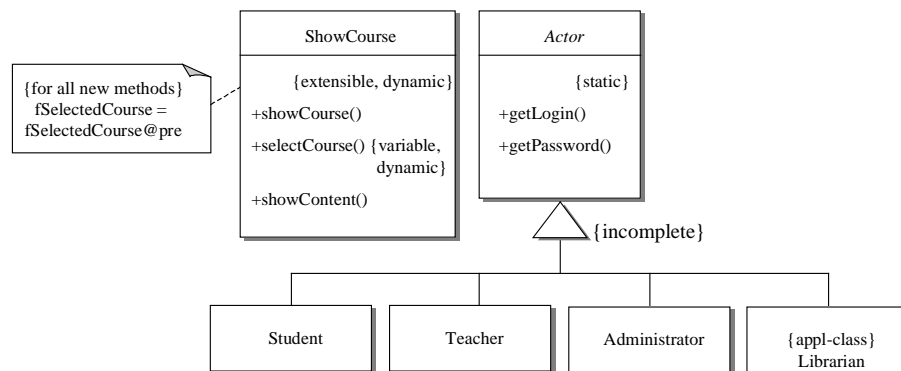 ShowCourse
{extensible, dynamic}
+showCourse()
+selectCourse() {variable,
dynamic}
+showContent()
{for all new methods}
fSelectedCourse =
fSelectedCourse@pre
Actor
{static}
+getLogin()
+getPassword()
{incomplete}
Student
Teacher
Administrator
{appl-class}
Librarian